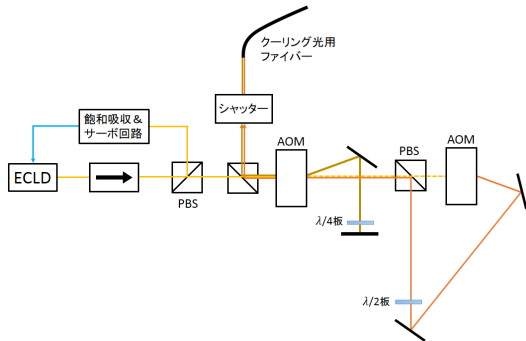 クーリング光用
ファイバー
シャッター
飽和吸収&
サーボ回路
ECLD
PBS
AOM
λ/4板
PBS
AOM
λ/2板